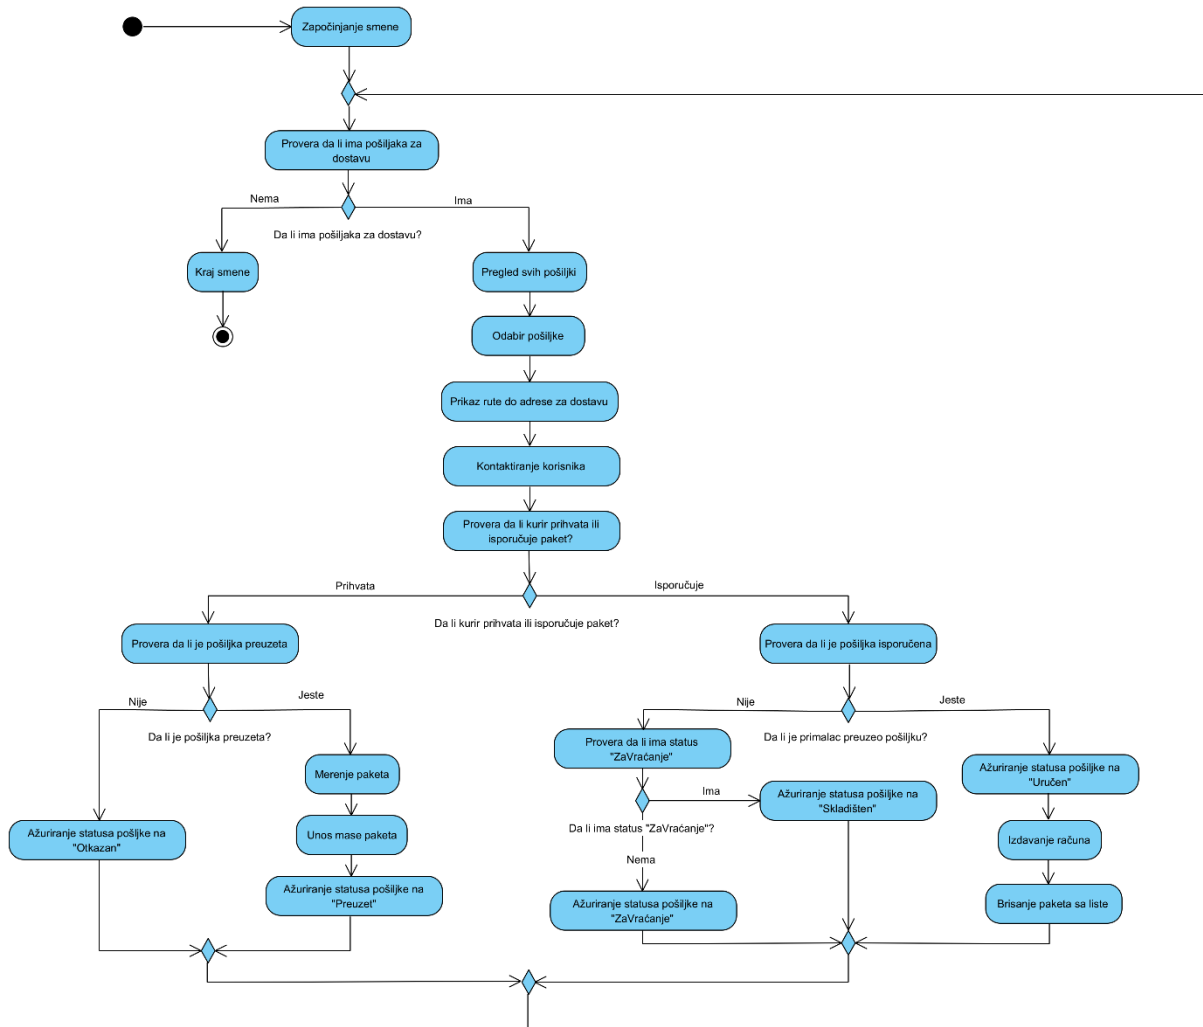 Započinjanje smene
Provera da li ima pošiljaka za
dostavu
Nema
Ima
Da li ima pošiljaka za dostavu?
Kraj smene
Pregled svih pošiljki
Odabir pošiljke
Prikaz rute do adrese za dostavu
Kontaktiranje korisnika
Provera da li kurir prihvata ili
isporučuje paket?
Prihvata
Isporučuje
Da li kurir prihvata ili isporučuje paket?
Provera da li je pošiljka preuzeta
Provera da li je pošiljka isporučena
Nije
Jeste
Da li je pošiljka preuzeta?
Nije
Jeste
Da li je primalac preuzeo pošiljku?
Merenje paketa
Provera da li ima status
"ZaVraćanje"
Ažuriranje statusa pošiljke na
"Uručen"
Ima
Ažuriranje statusa pošiljke na
"Skladišten"
Da li ima status "ZaVraćanje"?
Ažuriranje statusa pošljke na
"Otkazan"
Unos mase paketa
Izdavanje računa
Nema
Ažuriranje statusa pošiljke na
"Preuzet"
Ažuriranje statusa pošiljke na
"ZaVraćanje"
Brisanje paketa sa liste